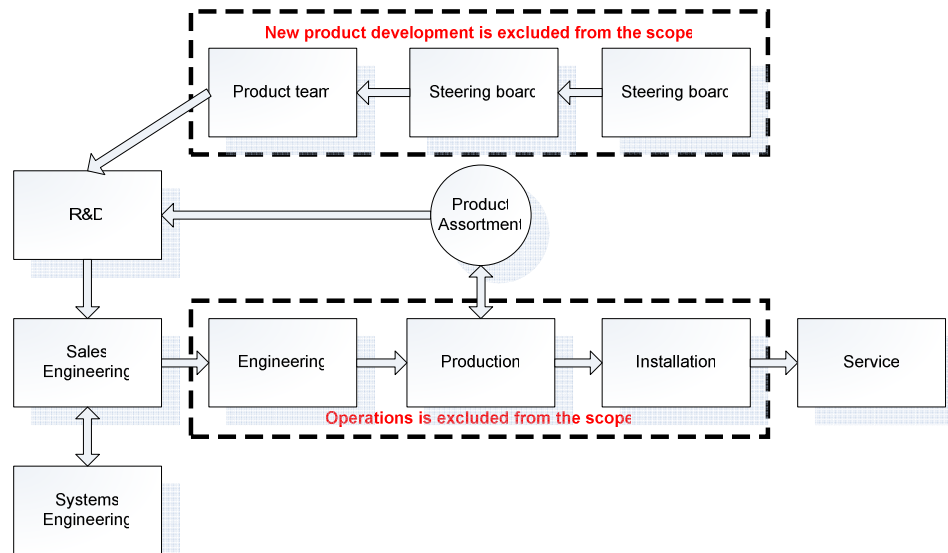 New product development is excluded from the scope
Product team
Steering board
Steering board
R&D
Product
Assortment
Sales
Engineering
Engineering
Production
Installation
Service
Operations is excluded from the scope
Systems
Engineering